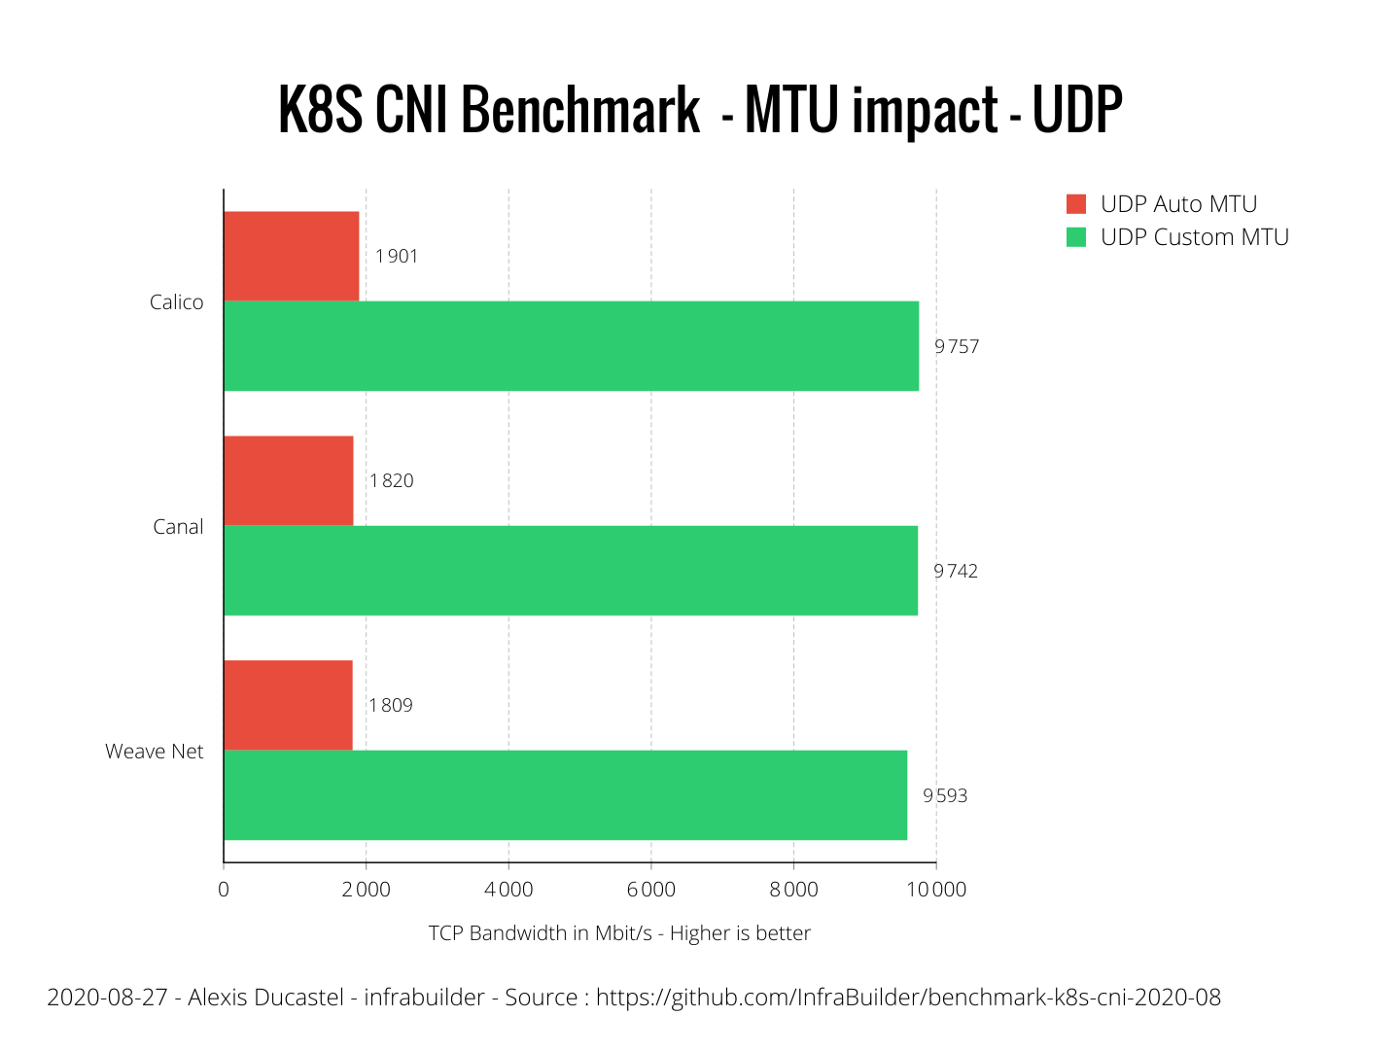 K8S CNI Benchmark - MTU impact - UDP
UDP Auto MTU
UDP Custom MTU
1 901
Calico
9 757
1 820
Canal
9 742
1 809
Weave Net
9 593
0 2 000 4 000 6 000 8 000 10 000
TCP Bandwidth in Mbit/s - Higher is better
2020-08-27 - Alexis Ducastel - infrabuilder - Source : https://github.com/InfraBuilder/benchmark-k8s-cni-2020-08